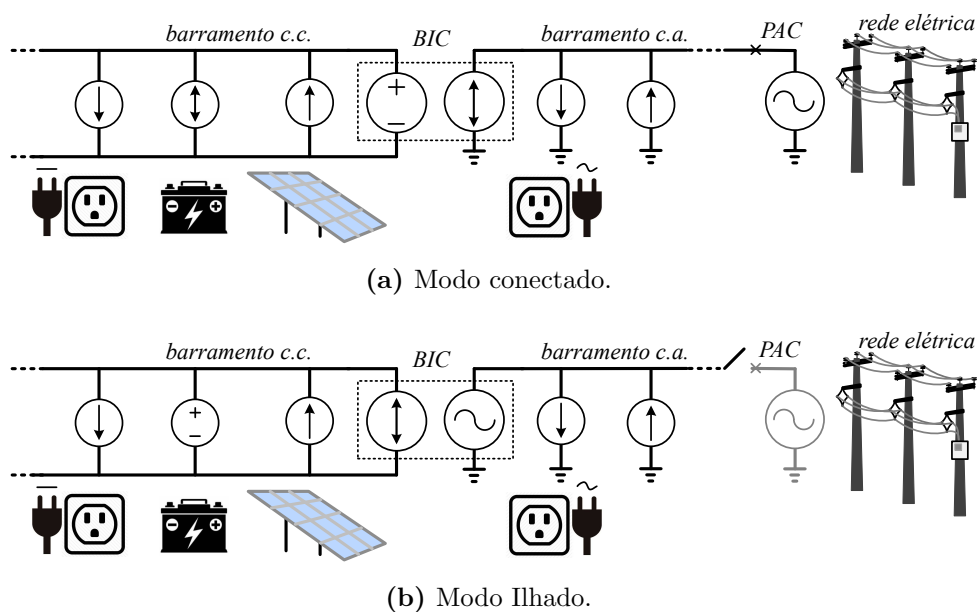 barramento c.c.
BIC
barramento c.a.
PAC
rede elétrica
(a) Modo conectado.
barramento c.c.
BIC
barramento c.a.
PAC
rede elétrica
(b) Modo Ilhado.